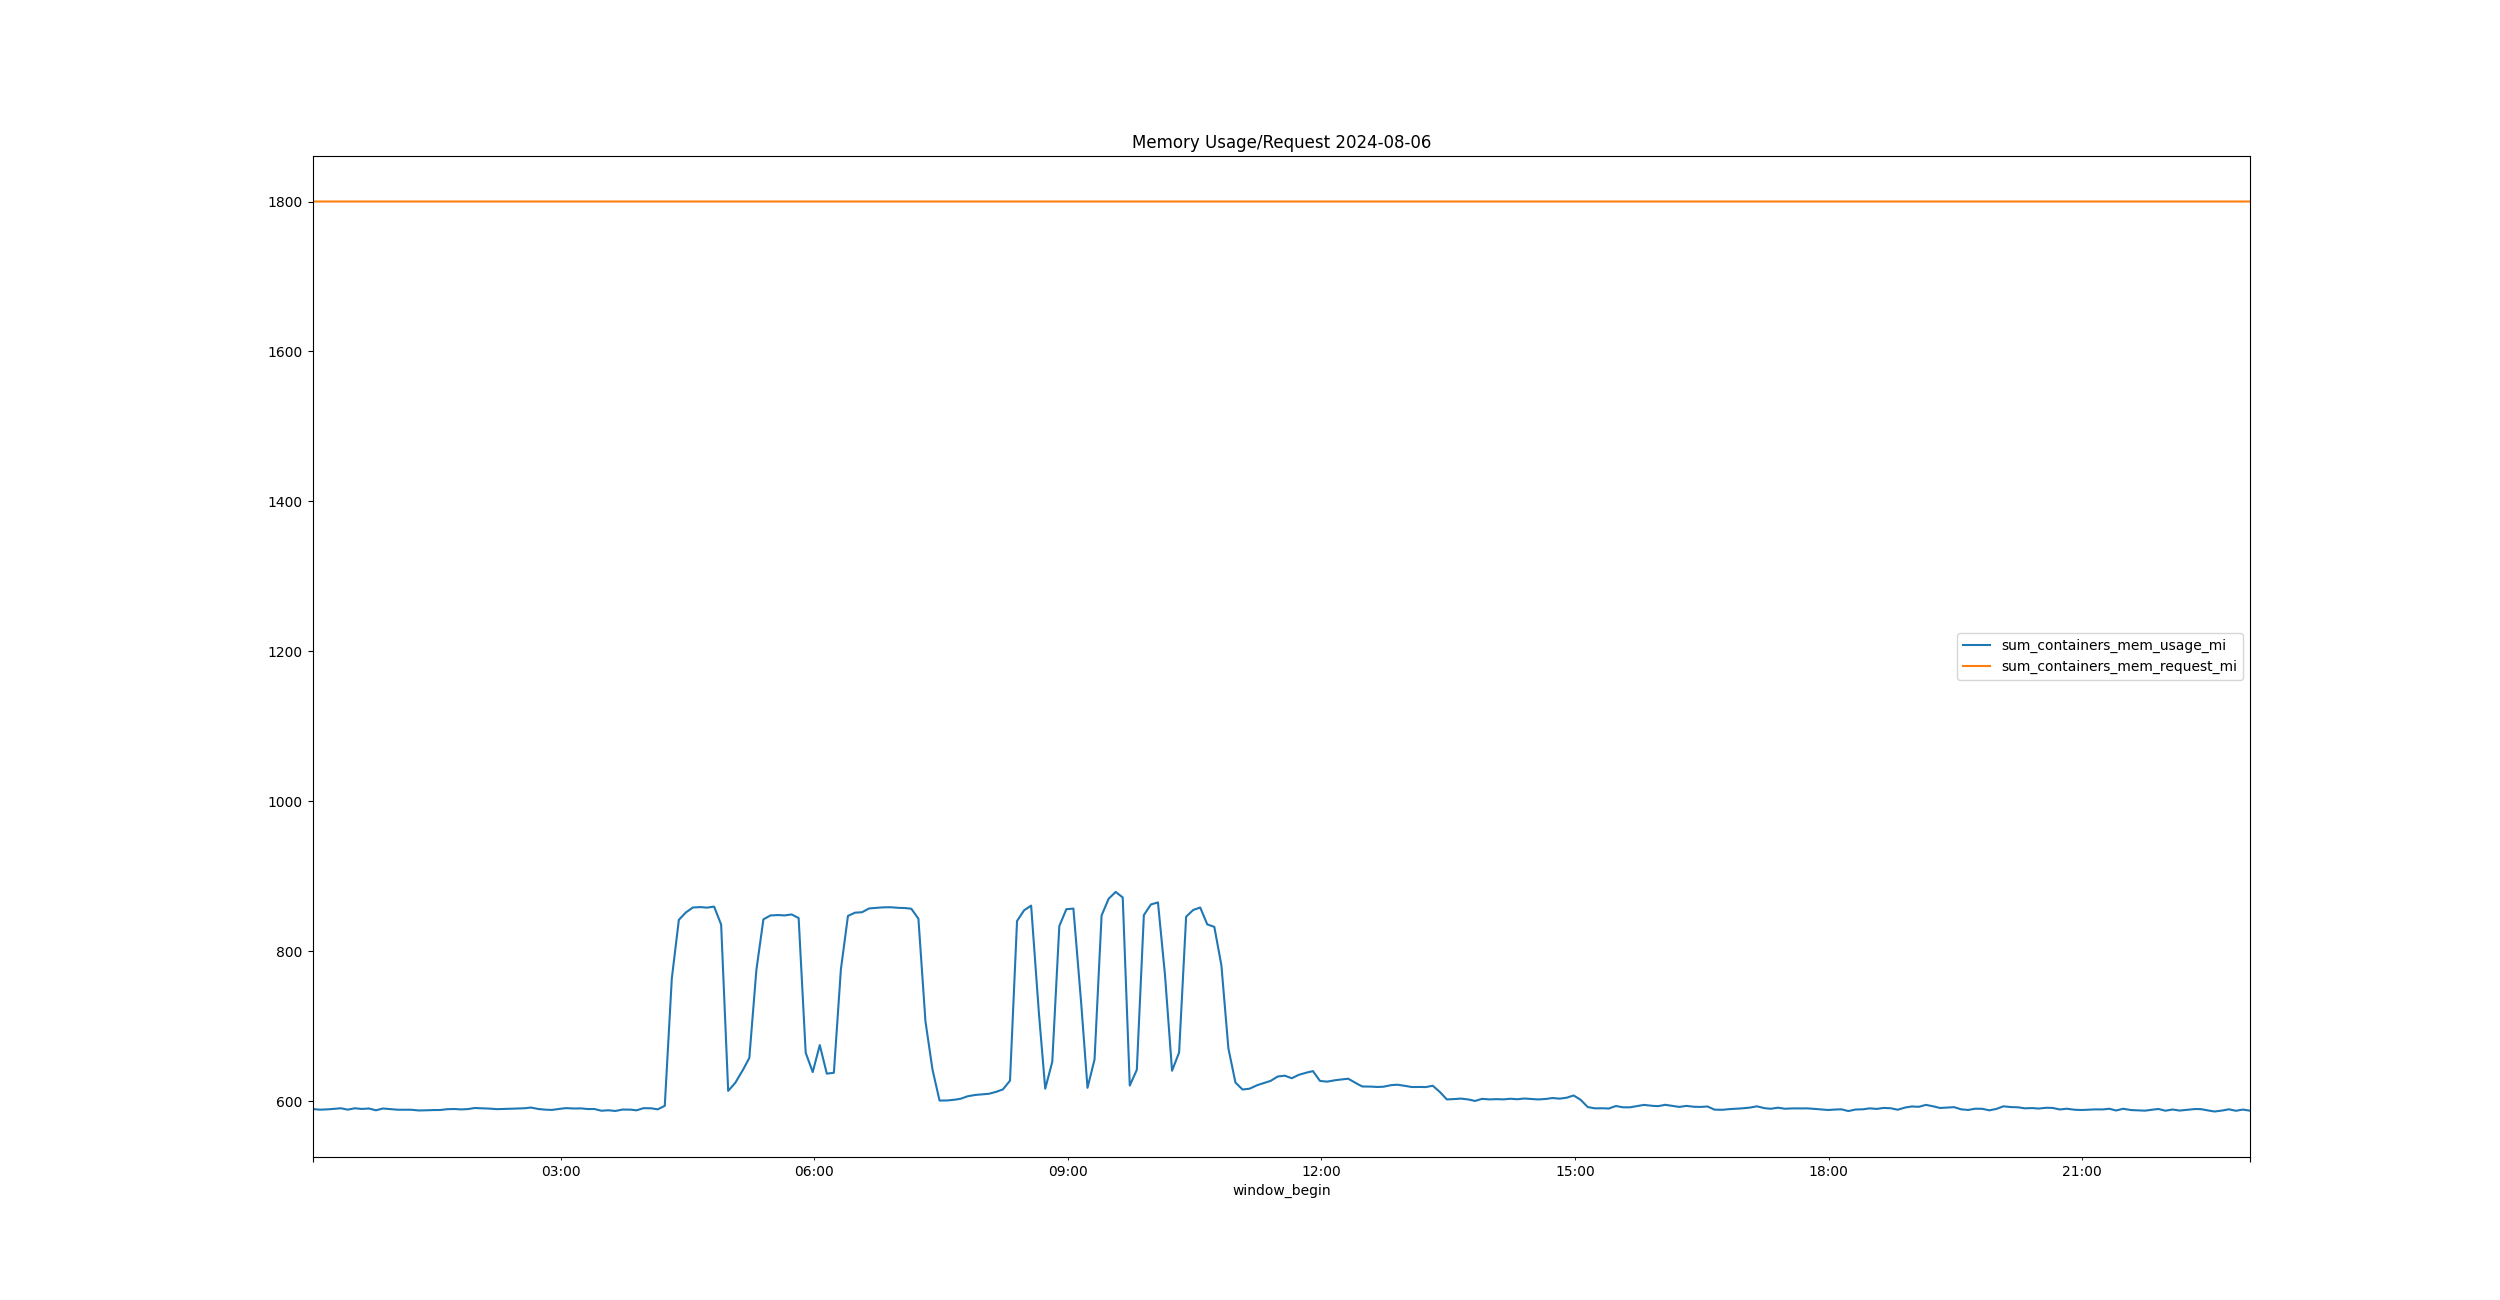 Memory Usage/Request 2024-08-06
1800
1600
1400
1200
1000
800
600
sum_containers_mem_usage_mi
sum_containers_mem_request_mi
03:00 06:00 09:00 12:00 15:00 18:00 21:00
window_begin